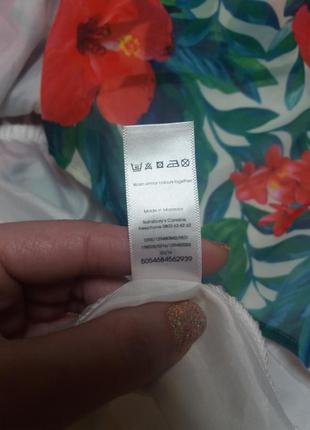 Wash similar colours together
Made in Morocco
Sainsbury's Careline
freephone 0800 63 62 62
5054684562939